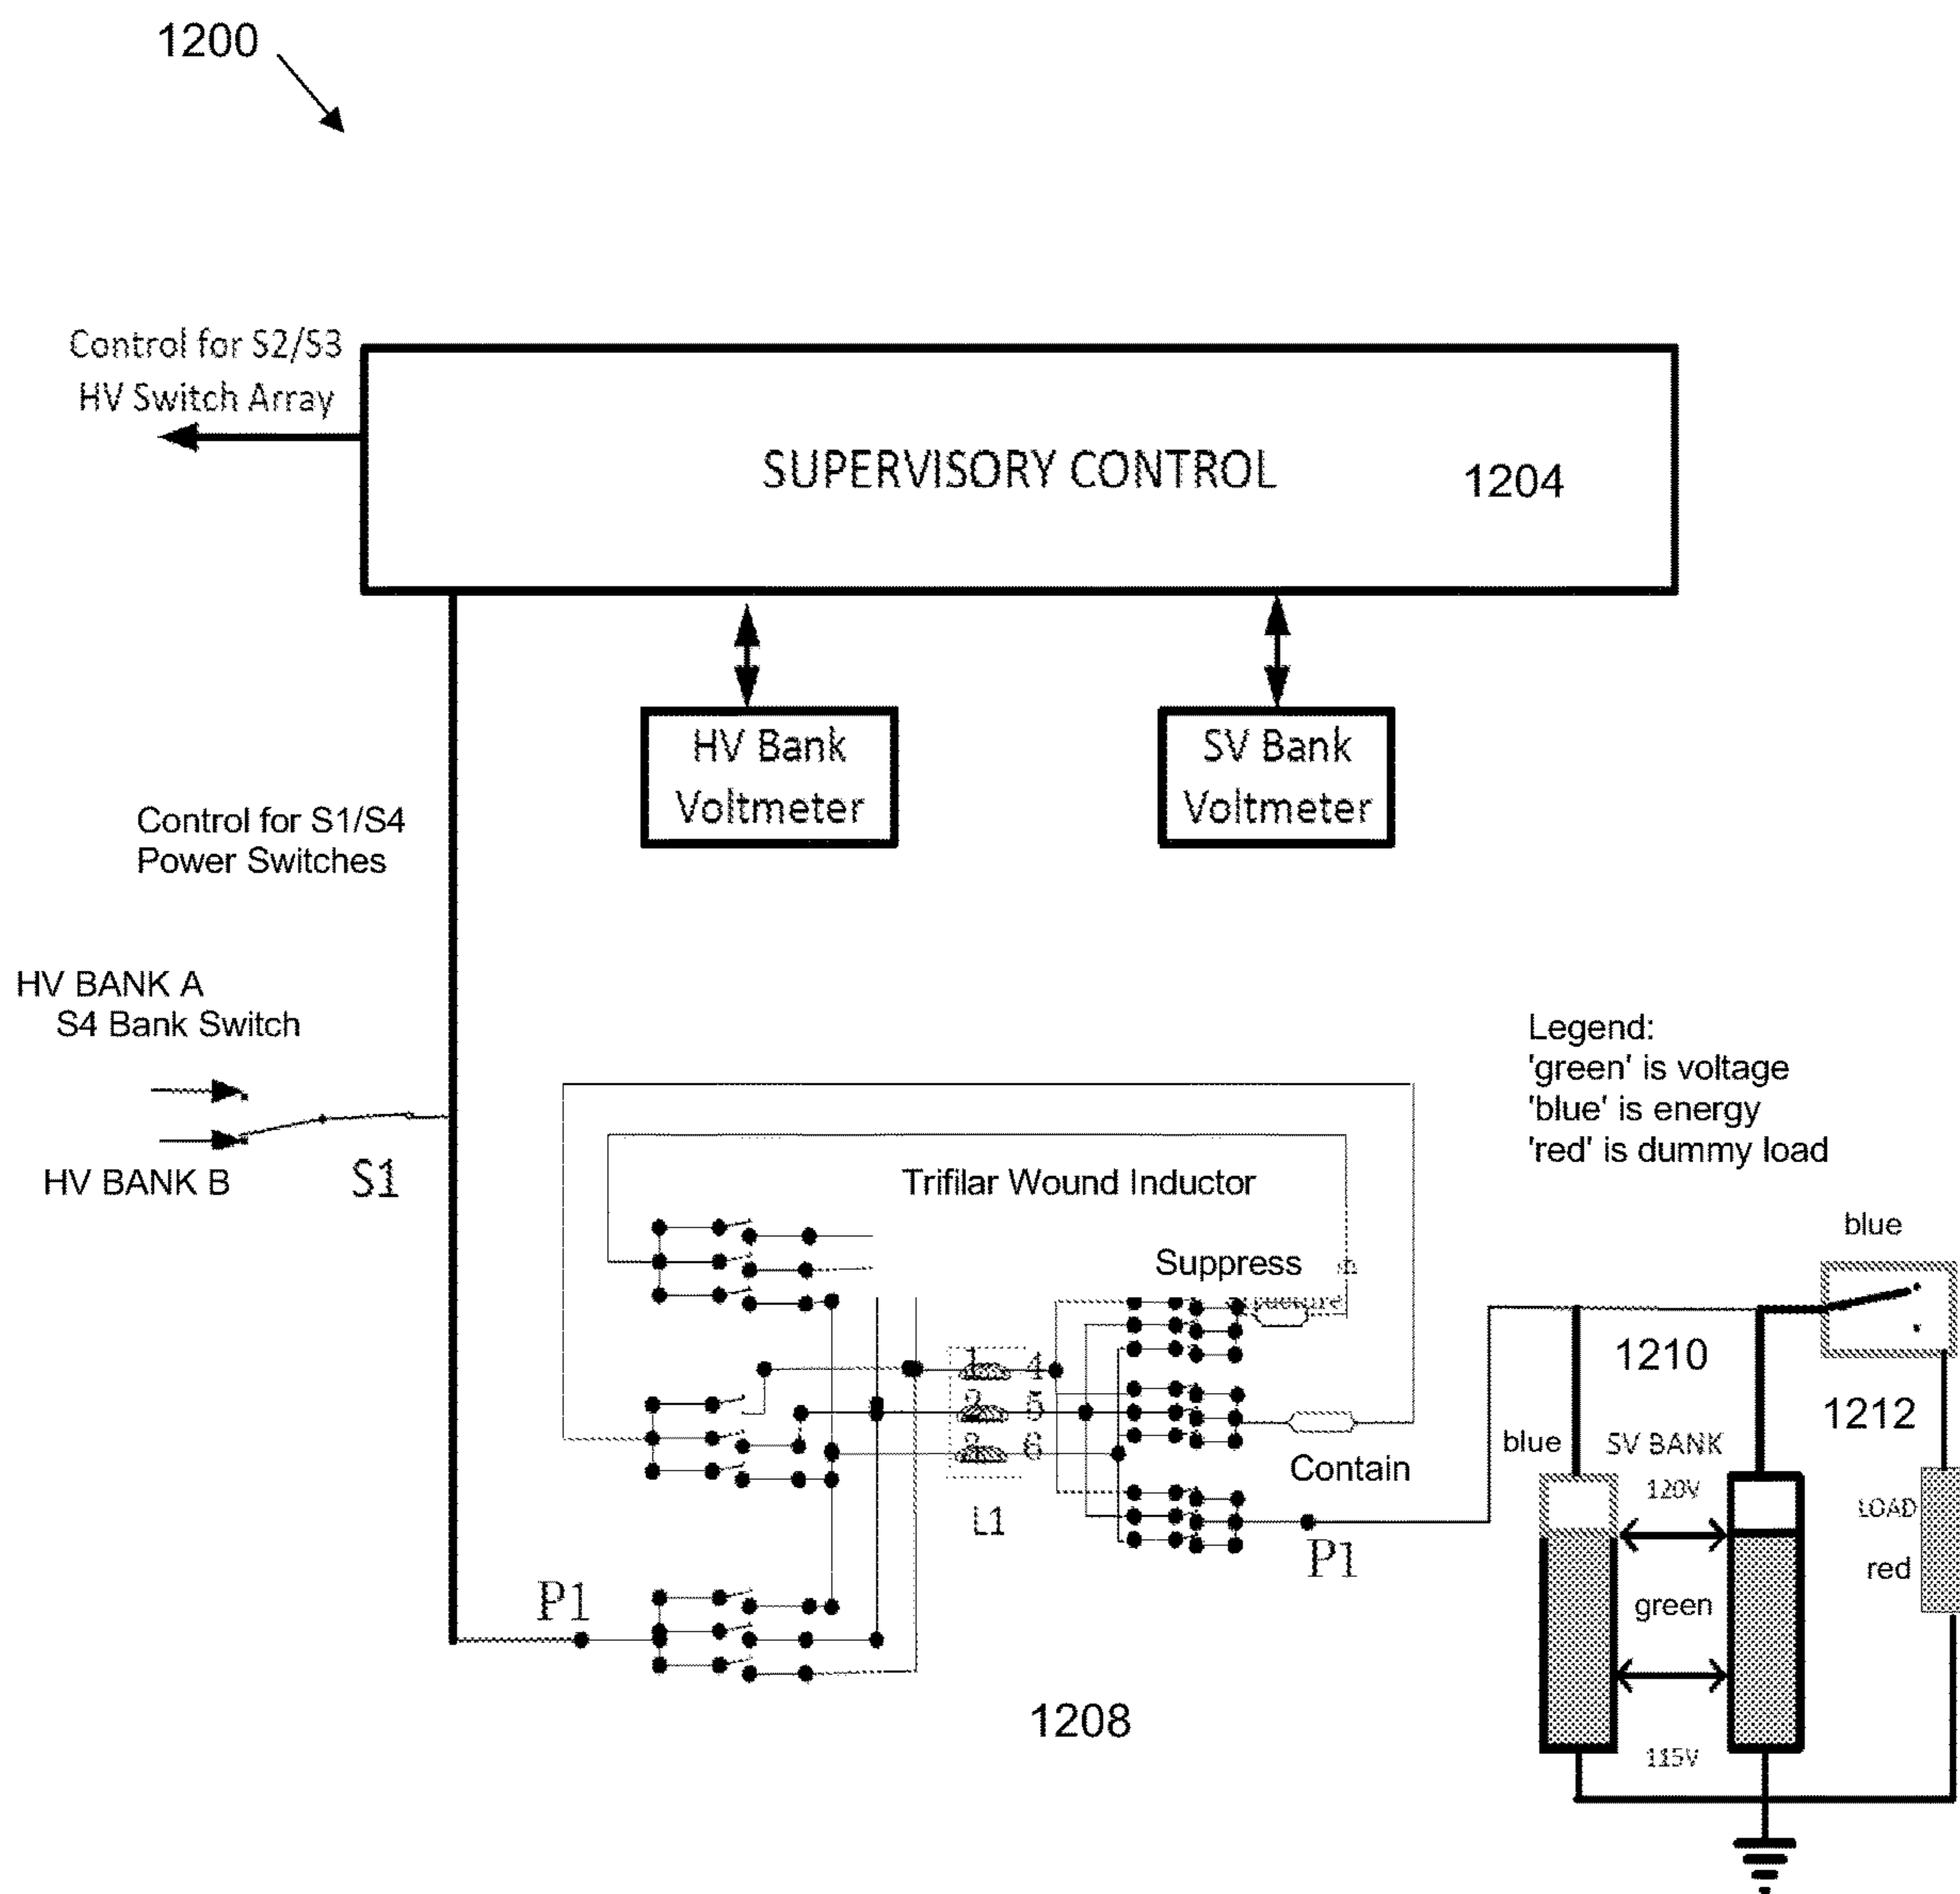 1200
Control for S2/S3
HV Switch Array
SUPERVISORY CONTROL
1204
HV Bank
Voltmeter
SV Bank
Voltmeter
Control for S1/S4
Power Switches
HV BANK A
S4 Bank Switch
HV BANK B
S1
Legend:
'green' is voltage
'blue' is energy
'red' is dummy load
Trifilar Wound Inductor
Suppress
1 4
2 5
3 6
L1
Contain
P1
P1
1208
blue
1210
1212
blue
SV BANK
120V
LOAD
red
green
115V